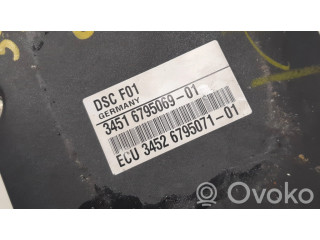 DSC F01
GERMANY
3451 6795069-01
ECU 3452 6795071-01
Ovoko